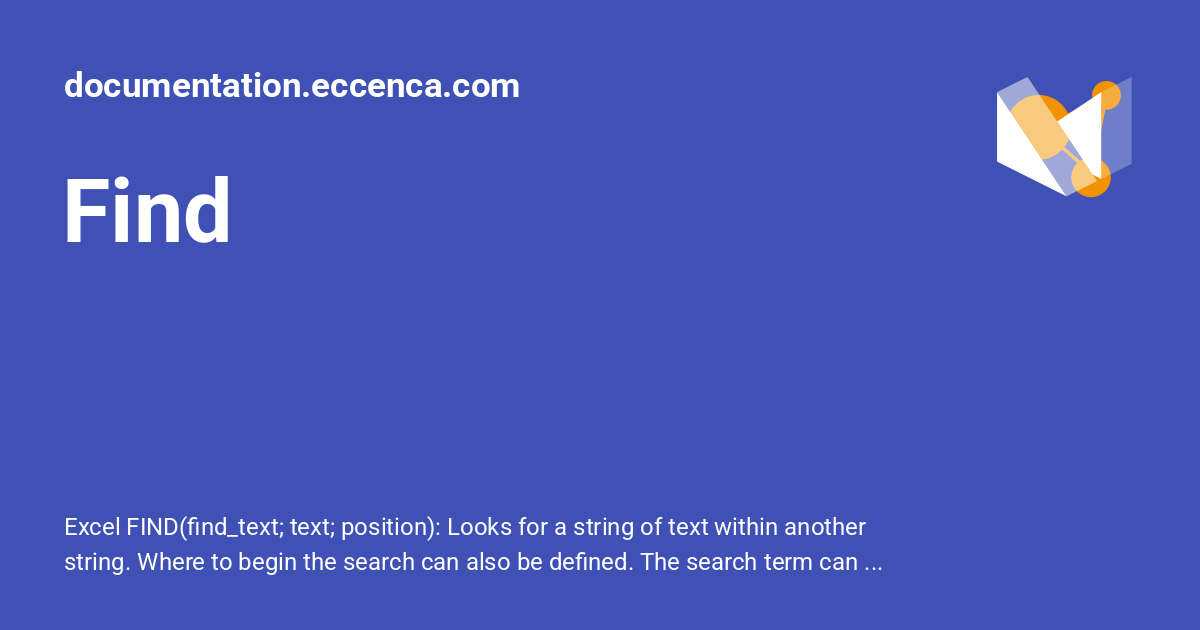 documentation.eccenca.com
Find
Excel FIND(find_text; text; position): Looks for a string of text within another
string. Where to begin the search can also be defined. The search term can ...